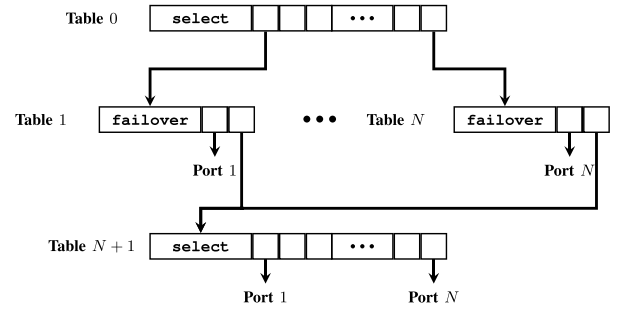 Table 0 select •••
Table 1 failover ••• Table N failover
Port 1 Port N
Table N + 1 select •••
Port 1 Port N